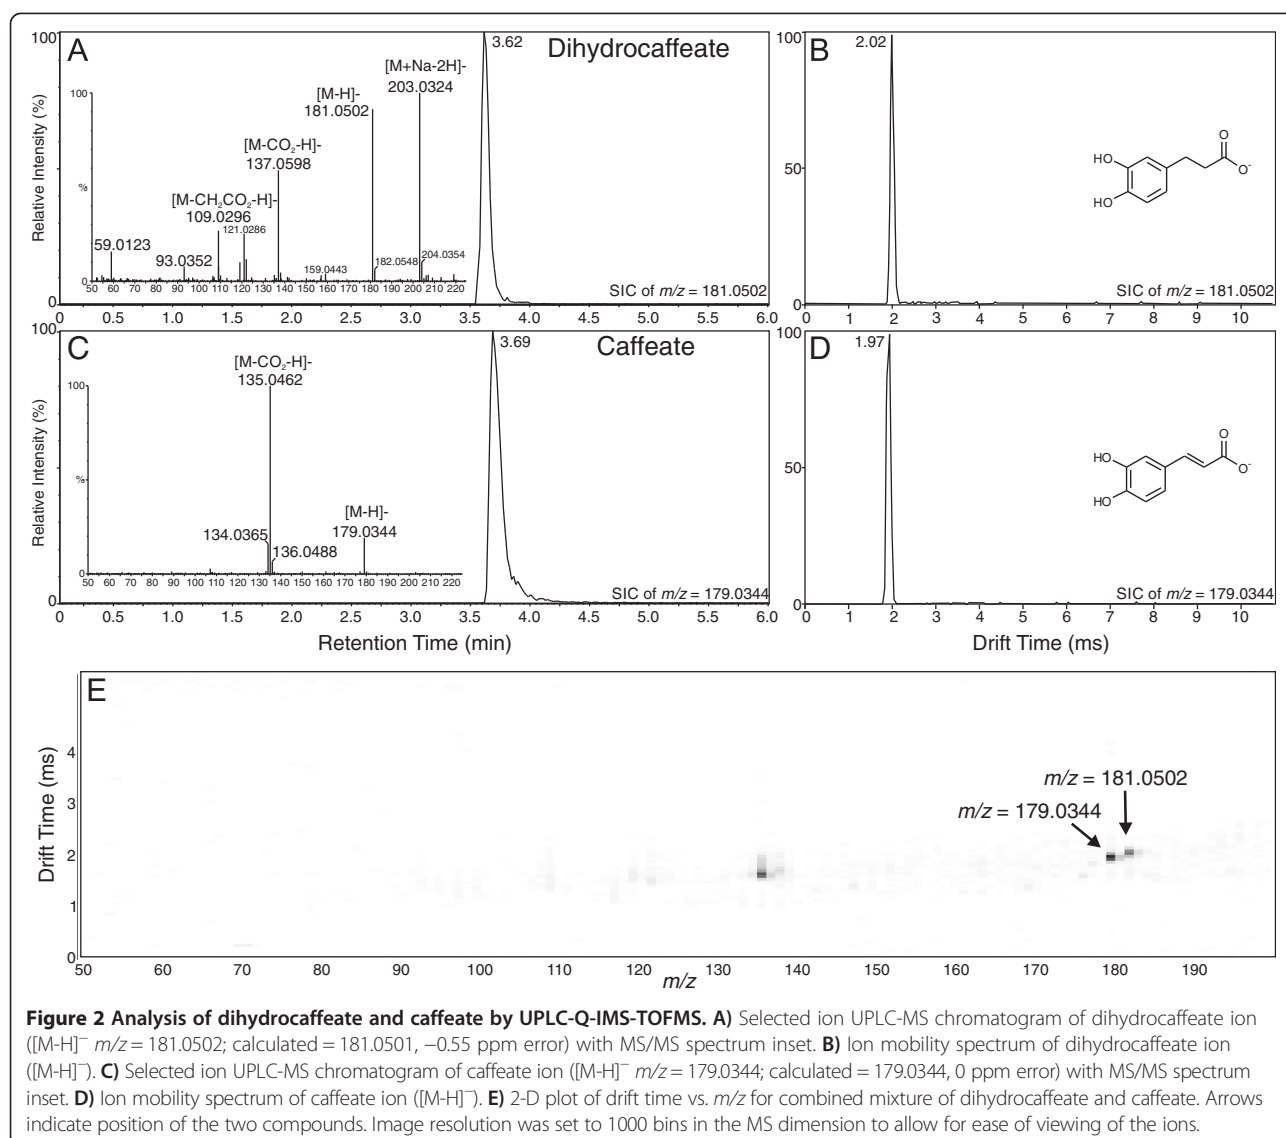 A
Dihydrocaffeate
3.62
Relative Intensity (%)
100
0
[M+Na-2H]-
203.0324
[M-H]-
181.0502
[M-CO2-H]-
137.0598
[M-CH2CO2-H]-
109.0296
121.0286
59.0123
93.0352
159.0443
182.0548
204.0354
100
%
50 60 70 80 90 100 110 120 130 140 150 160 170 180 190 200 210 220
SIC of m/z = 181.0502
0 0.5 1.0 1.5 2.0 2.5 3.0 3.5 4.0 4.5 5.0 5.5 6.0
B
2.02
100
50
0
HO
HO
O
O-
SIC of m/z = 181.0502
0 1 2 3 4 5 6 7 8 9 10
C
Caffeate
3.69
Relative Intensity (%)
100
0
[M-CO2-H]-
135.0462
[M-H]-
179.0344
134.0365
136.0488
100
%
0
50 60 70 80 90 100 110 120 130 140 150 160 170 180 190 200 210 220
SIC of m/z = 179.0344
0 0.5 1.0 1.5 2.0 2.5 3.0 3.5 4.0 4.5 5.0 5.5 6.0
Retention Time (min)
D
1.97
100
50
0
HO
HO
O
O-
SIC of m/z = 179.0344
0 1 2 3 4 5 6 7 8 9 10
Drift Time (ms)
E
Drift Time (ms)
4
3
2
1
0
m/z = 181.0502
m/z = 179.0344
50 60 70 80 90 100 110 120 130 140 150 160 170 180 190
m/z
Figure 2 Analysis of dihydrocaffeate and caffeate by UPLC-Q-IMS-TOFMS. A) Selected ion UPLC-MS chromatogram of dihydrocaffeate ion
([M-H]− m/z = 181.0502; calculated = 181.0501, −0.55 ppm error) with MS/MS spectrum inset. B) Ion mobility spectrum of dihydrocaffeate ion
([M-H]−). C) Selected ion UPLC-MS chromatogram of caffeate ion ([M-H]− m/z = 179.0344; calculated = 179.0344, 0 ppm error) with MS/MS spectrum
inset. D) Ion mobility spectrum of caffeate ion ([M-H]−). E) 2-D plot of drift time vs. m/z for combined mixture of dihydrocaffeate and caffeate. Arrows
indicate position of the two compounds. Image resolution was set to 1000 bins in the MS dimension to allow for ease of viewing of the ions.